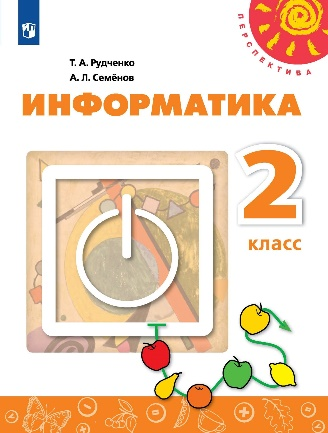 ПЕРСПЕКТИВА
Т. А. Рудченко
А. Л. Семёнов
ИНФОРМАТИКА
2
класс